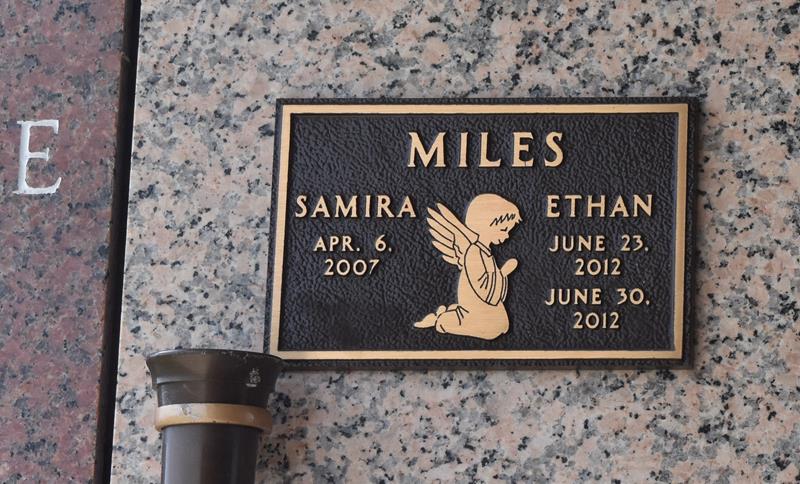 E
MILES
SAMIRA
APR. 6,
2007
ETHAN
JUNE 23,
2012
JUNE 30,
2012